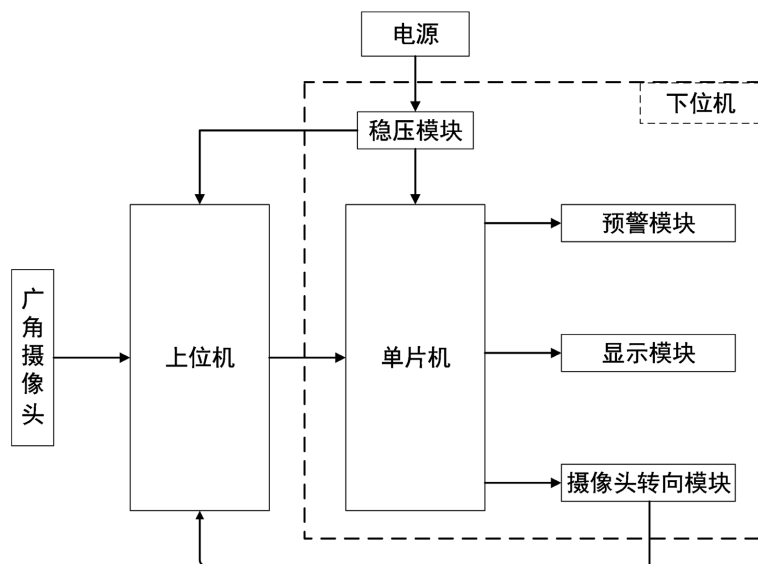 电源
下位机
稳压模块
预警模块
广角摄像头
上位机
单片机
显示模块
摄像头转向模块